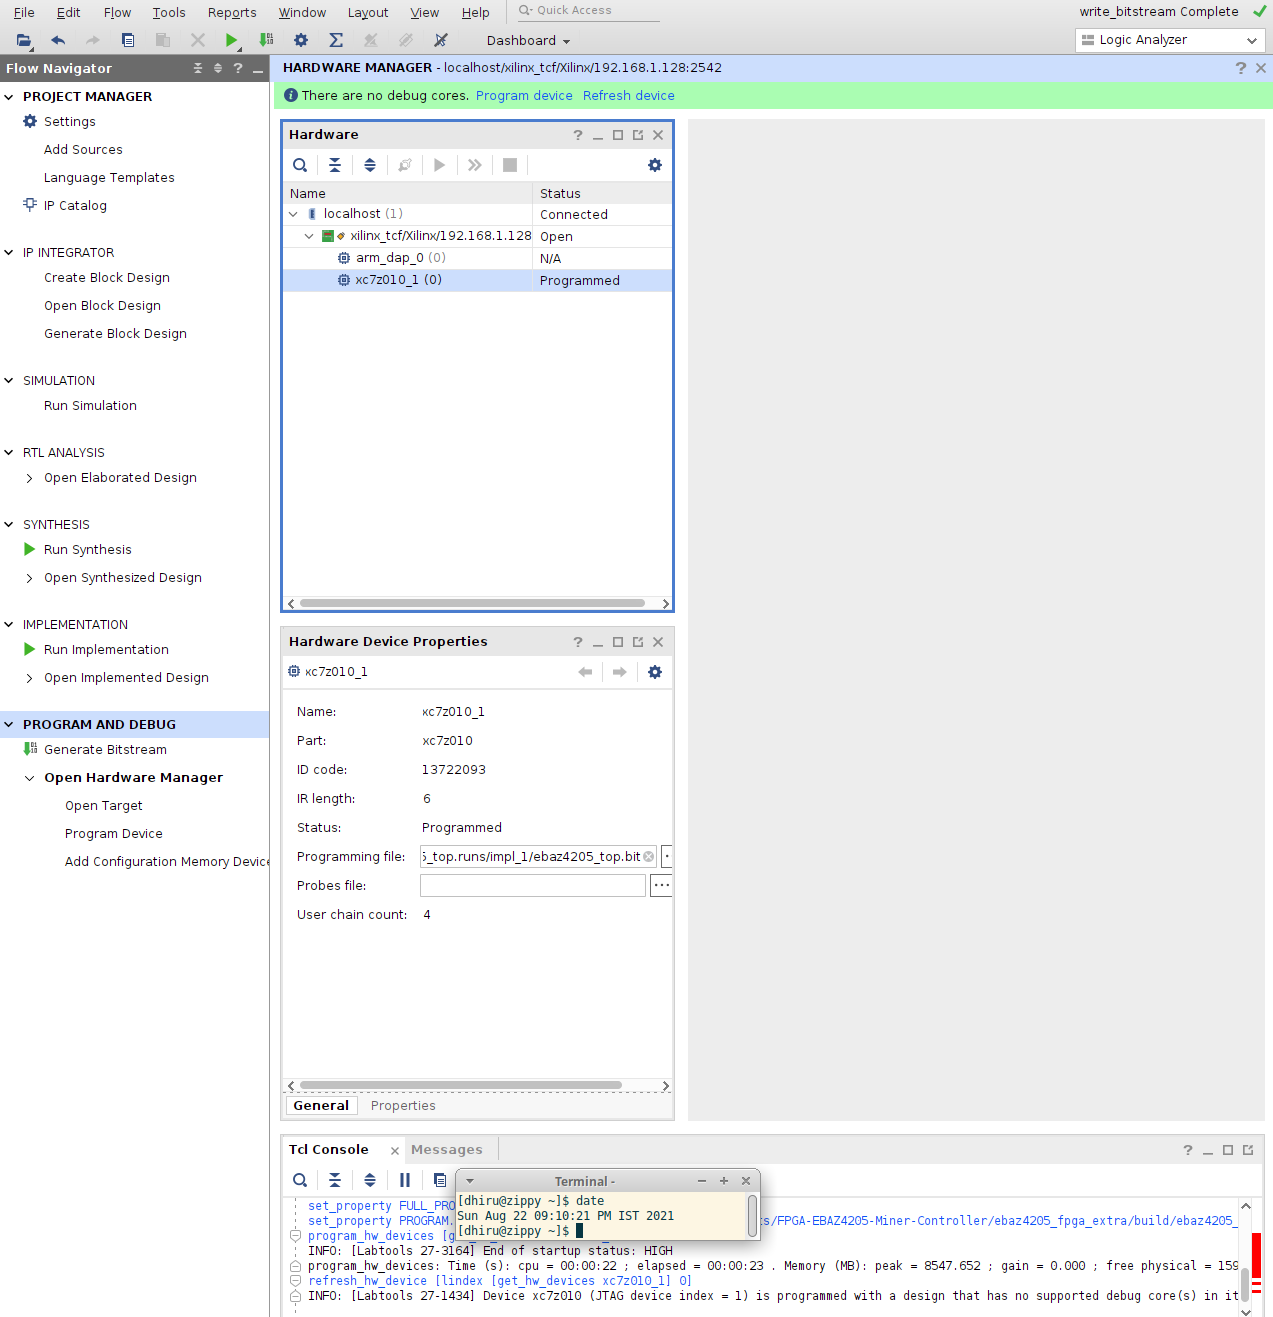 File Edit Flow Tools Reports Window Layout View Help Quick Access write_bitstream Complete
Dashboard Logic Analyzer
Flow Navigator
PROJECT MANAGER
Settings
Add Sources
Language Templates
IP Catalog
IP INTEGRATOR
Create Block Design
Open Block Design
Generate Block Design
SIMULATION
Run Simulation
RTL ANALYSIS
Open Elaborated Design
SYNTHESIS
Run Synthesis
Open Synthesized Design
IMPLEMENTATION
Run Implementation
Open Implemented Design
PROGRAM AND DEBUG
Generate Bitstream
Open Hardware Manager
Open Target
Program Device
Add Configuration Memory Device
HARDWARE MANAGER - localhost/xilinx_tcf/Xilinx/192.168.1.128:2542
There are no debug cores. Program device Refresh device
Hardware
Name Status
localhost (1) Connected
xilinx_tcf/Xilinx/192.168.1.128 Open
arm_dap_0 (0) N/A
xc7z010_1 (0) Programmed
Hardware Device Properties
xc7z010_1
Name: xc7z010_1
Part: xc7z010
ID code: 13722093
IR length: 6
Status: Programmed
Programming file: 5_top.runs/impl_1/ebaz4205_top.bit
Probes file:
User chain count: 4
General Properties
Tcl Console Messages
Terminal -
[dhiru@zippy ~]$ date
Sun Aug 22 09:10:21 PM IST 2021
[dhiru@zippy ~]$
set_property FULL_PRO
set_property PROGRAM. s/FPGA-EBAZ4205-Miner-Controller/ebaz4205_fpga_extra/build/ebaz4205_
program_hw_devices [g
INFO: [Labtools 27-3164] End of startup status: HIGH
program_hw_devices: Time (s): cpu = 00:00:22 ; elapsed = 00:00:23 . Memory (MB): peak = 8547.652 ; gain = 0.000 ; free physical = 159
refresh_hw_device [lindex [get_hw_devices xc7z010_1] 0]
INFO: [Labtools 27-1434] Device xc7z010 (JTAG device index = 1) is programmed with a design that has no supported debug core(s) in it